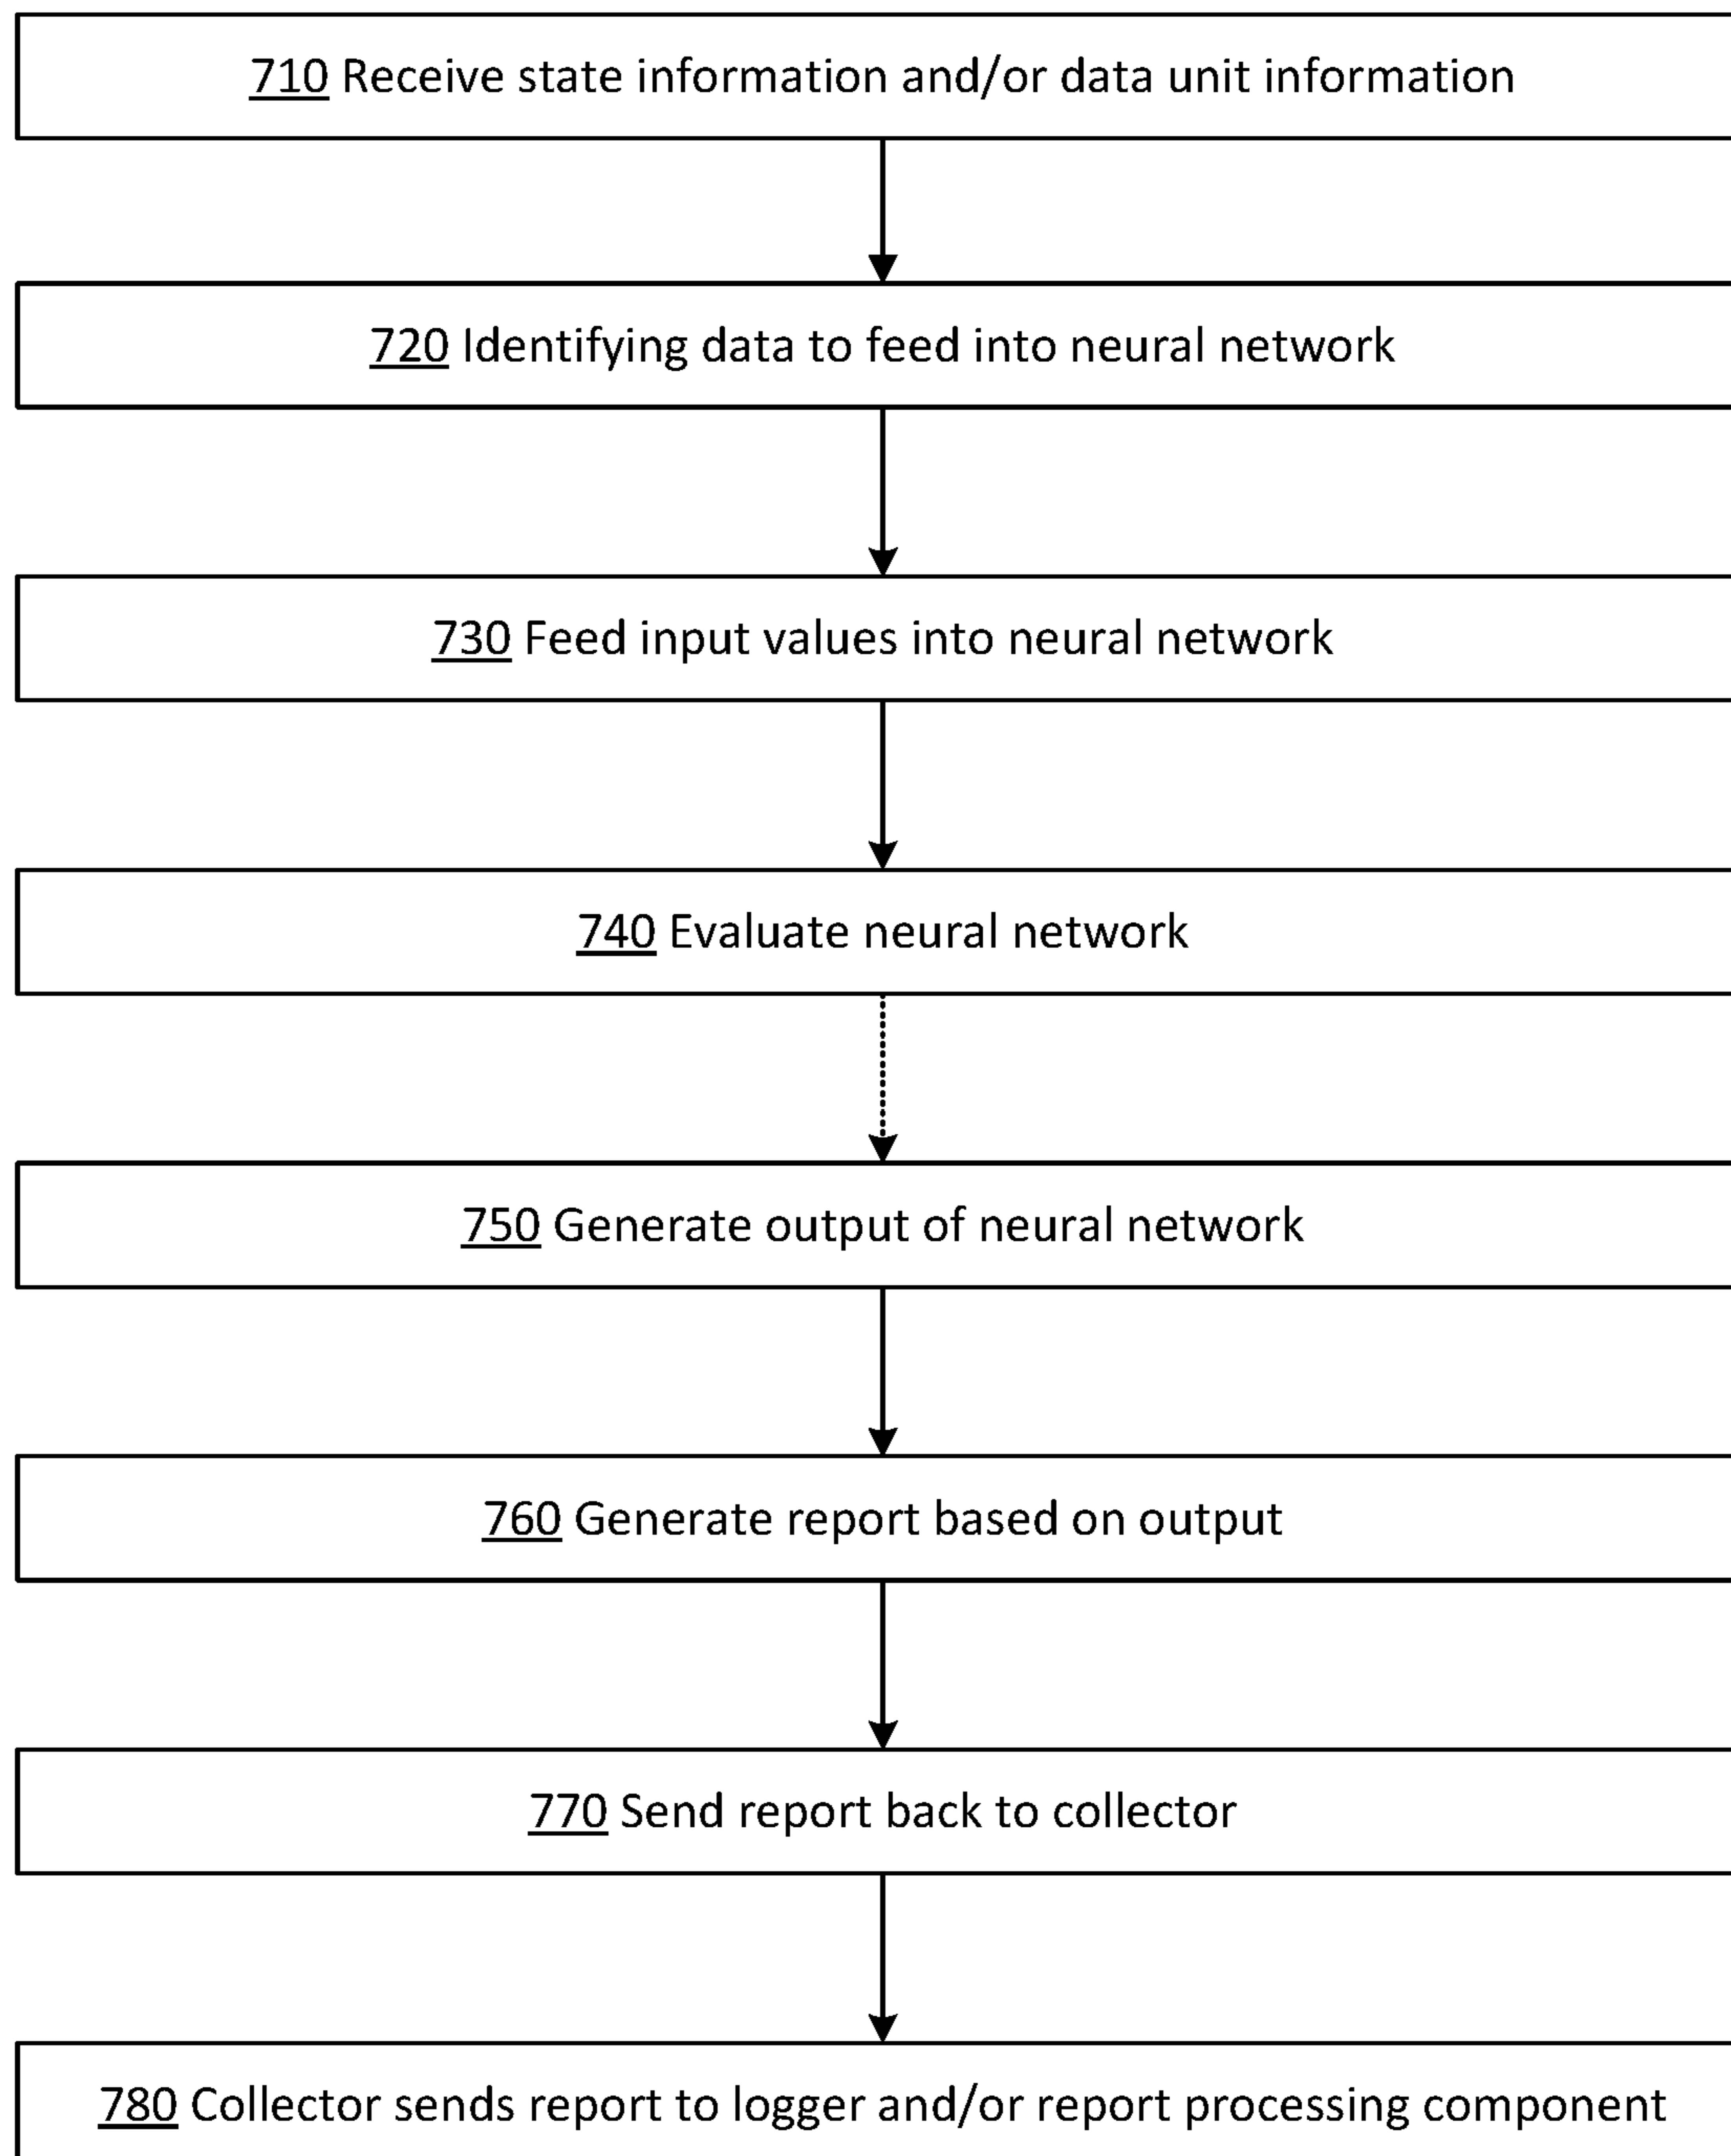 710 Receive state information and/or data unit information
720 Identifying data to feed into neural network
730 Feed input values into neural network
740 Evaluate neural network
750 Generate output of neural network
760 Generate report based on output
770 Send report back to collector
780 Collector sends report to logger and/or report processing component